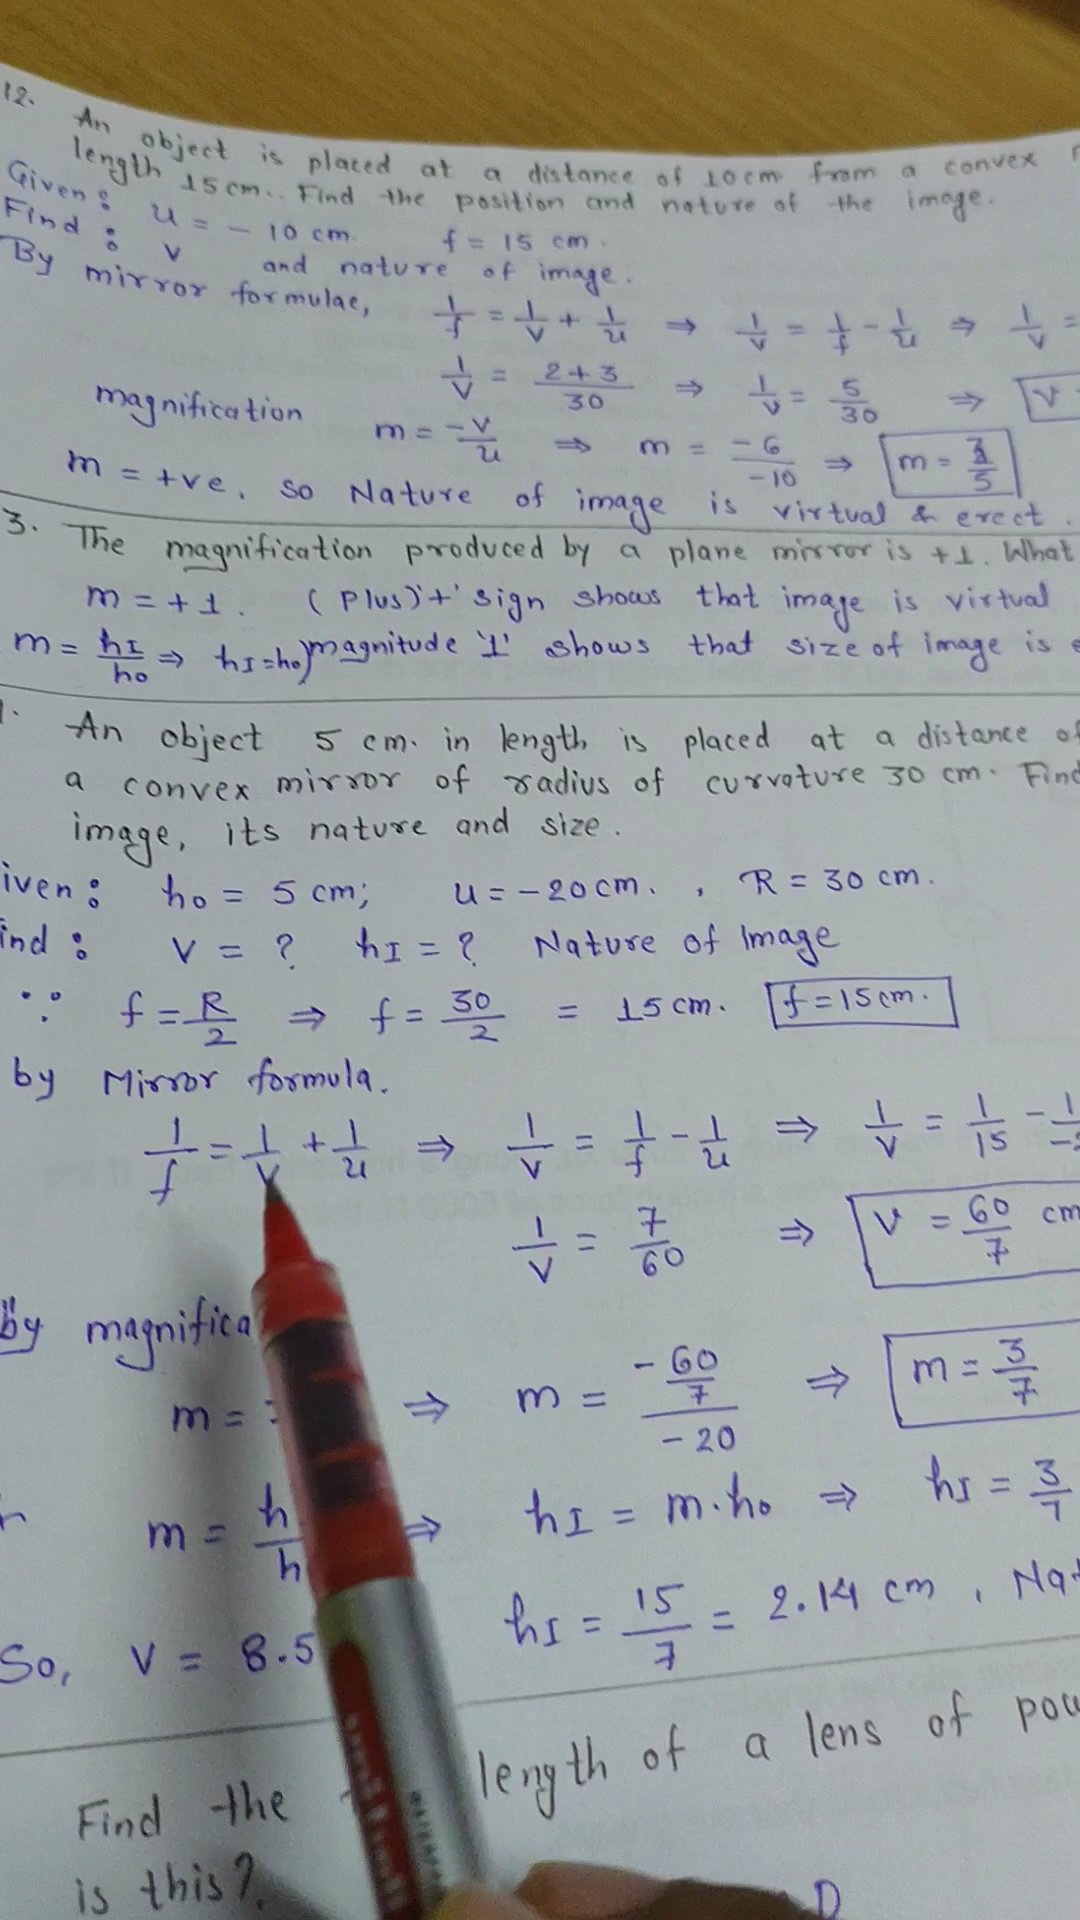 12. An object is placed at a distance of 10cm from a convex
length 15cm.. Find the position and nature of the image.
Given : u = - 10 cm. f = 15 cm.
Find : v and nature of image.
By mirror formulae, 1/f = 1/v + 1/u ⇒ 1/v = 1/f - 1/u ⇒ 1/v =
1/v = 2+3/30 ⇒ 1/v = 5/30 ⇒ v
magnification m = -v/u ⇒ m = -6/-10 ⇒ m = 3/5
m = +ve, so Nature of image is virtual & erect.
3. The magnification produced by a plane mirror is +1. What
m = +1. (Plus)'+' sign shows that image is virtual
m = hI/ho ⇒ hI=ho) magnitude '1' shows that size of image is
1. An object 5 cm. in length is placed at a distance of
a convex mirror of radius of curvature 30 cm. Find
image, its nature and size.
iven : ho = 5 cm; u = -20cm. , R = 30 cm.
ind : v = ? hI = ? Nature of Image
∵ f = R/2 ⇒ f = 30/2 = 15 cm. f = 15 cm.
by Mirror formula.
1/f = 1/v + 1/u ⇒ 1/v = 1/f - 1/u ⇒ 1/v = 1/15 - 1/-2
1/v = 7/60 ⇒ v = 60/7 cm
By magnifica
m = ⇒ m = -60/7/-20 ⇒ m = 3/7
m = h/h ⇒ hI = m.ho ⇒ hI = 3/7
hI = 15/7 = 2.14 cm , Nat
So, v = 8.5
Find the length of a lens of pow
is this?
D